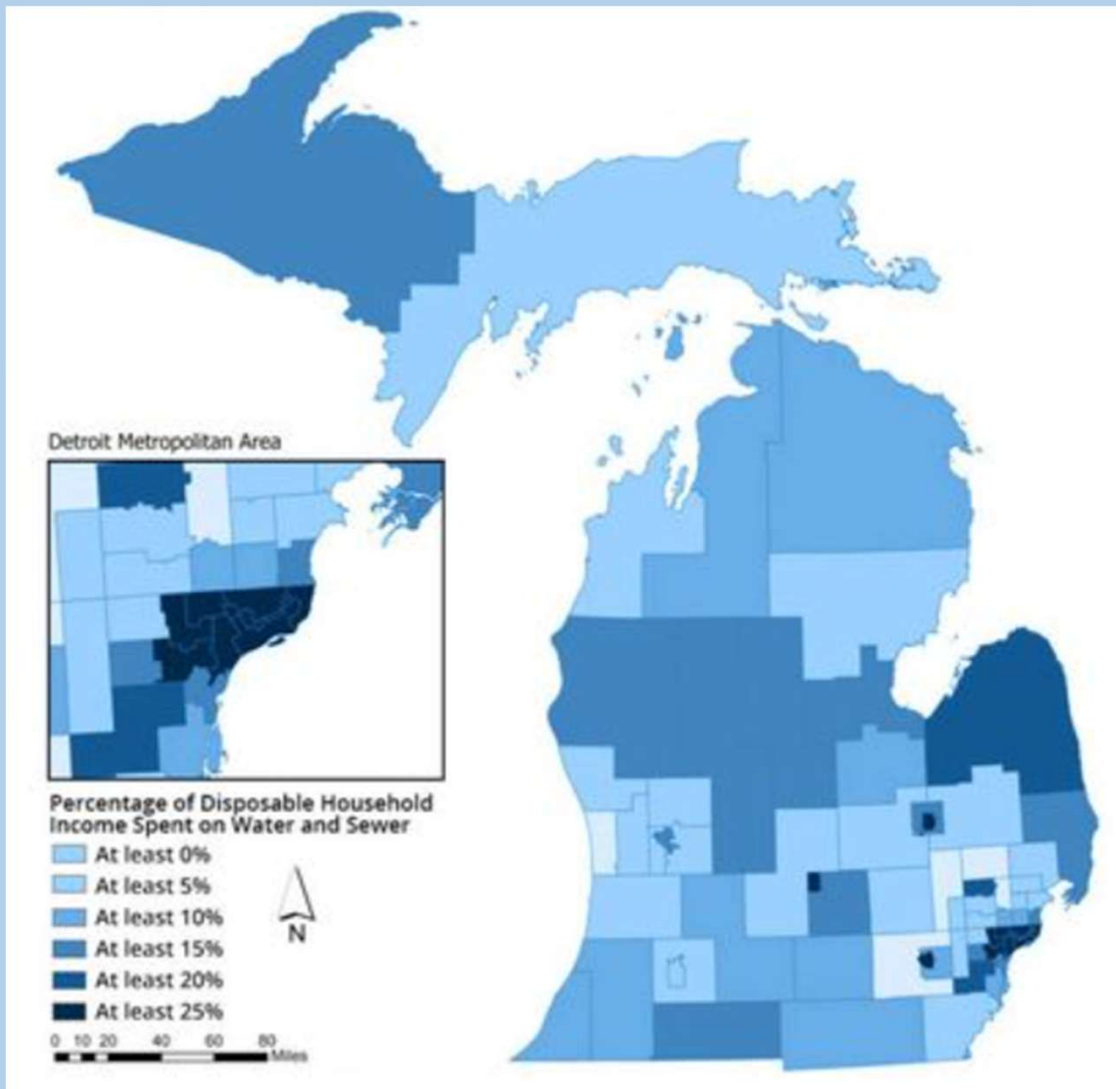 Detroit Metropolitan Area
Percentage of Disposable Household
Income Spent on Water and Sewer
At least 0%
At least 5%
At least 10%
At least 15%
At least 20%
At least 25%
N
0 10 20 40 60 80
Miles